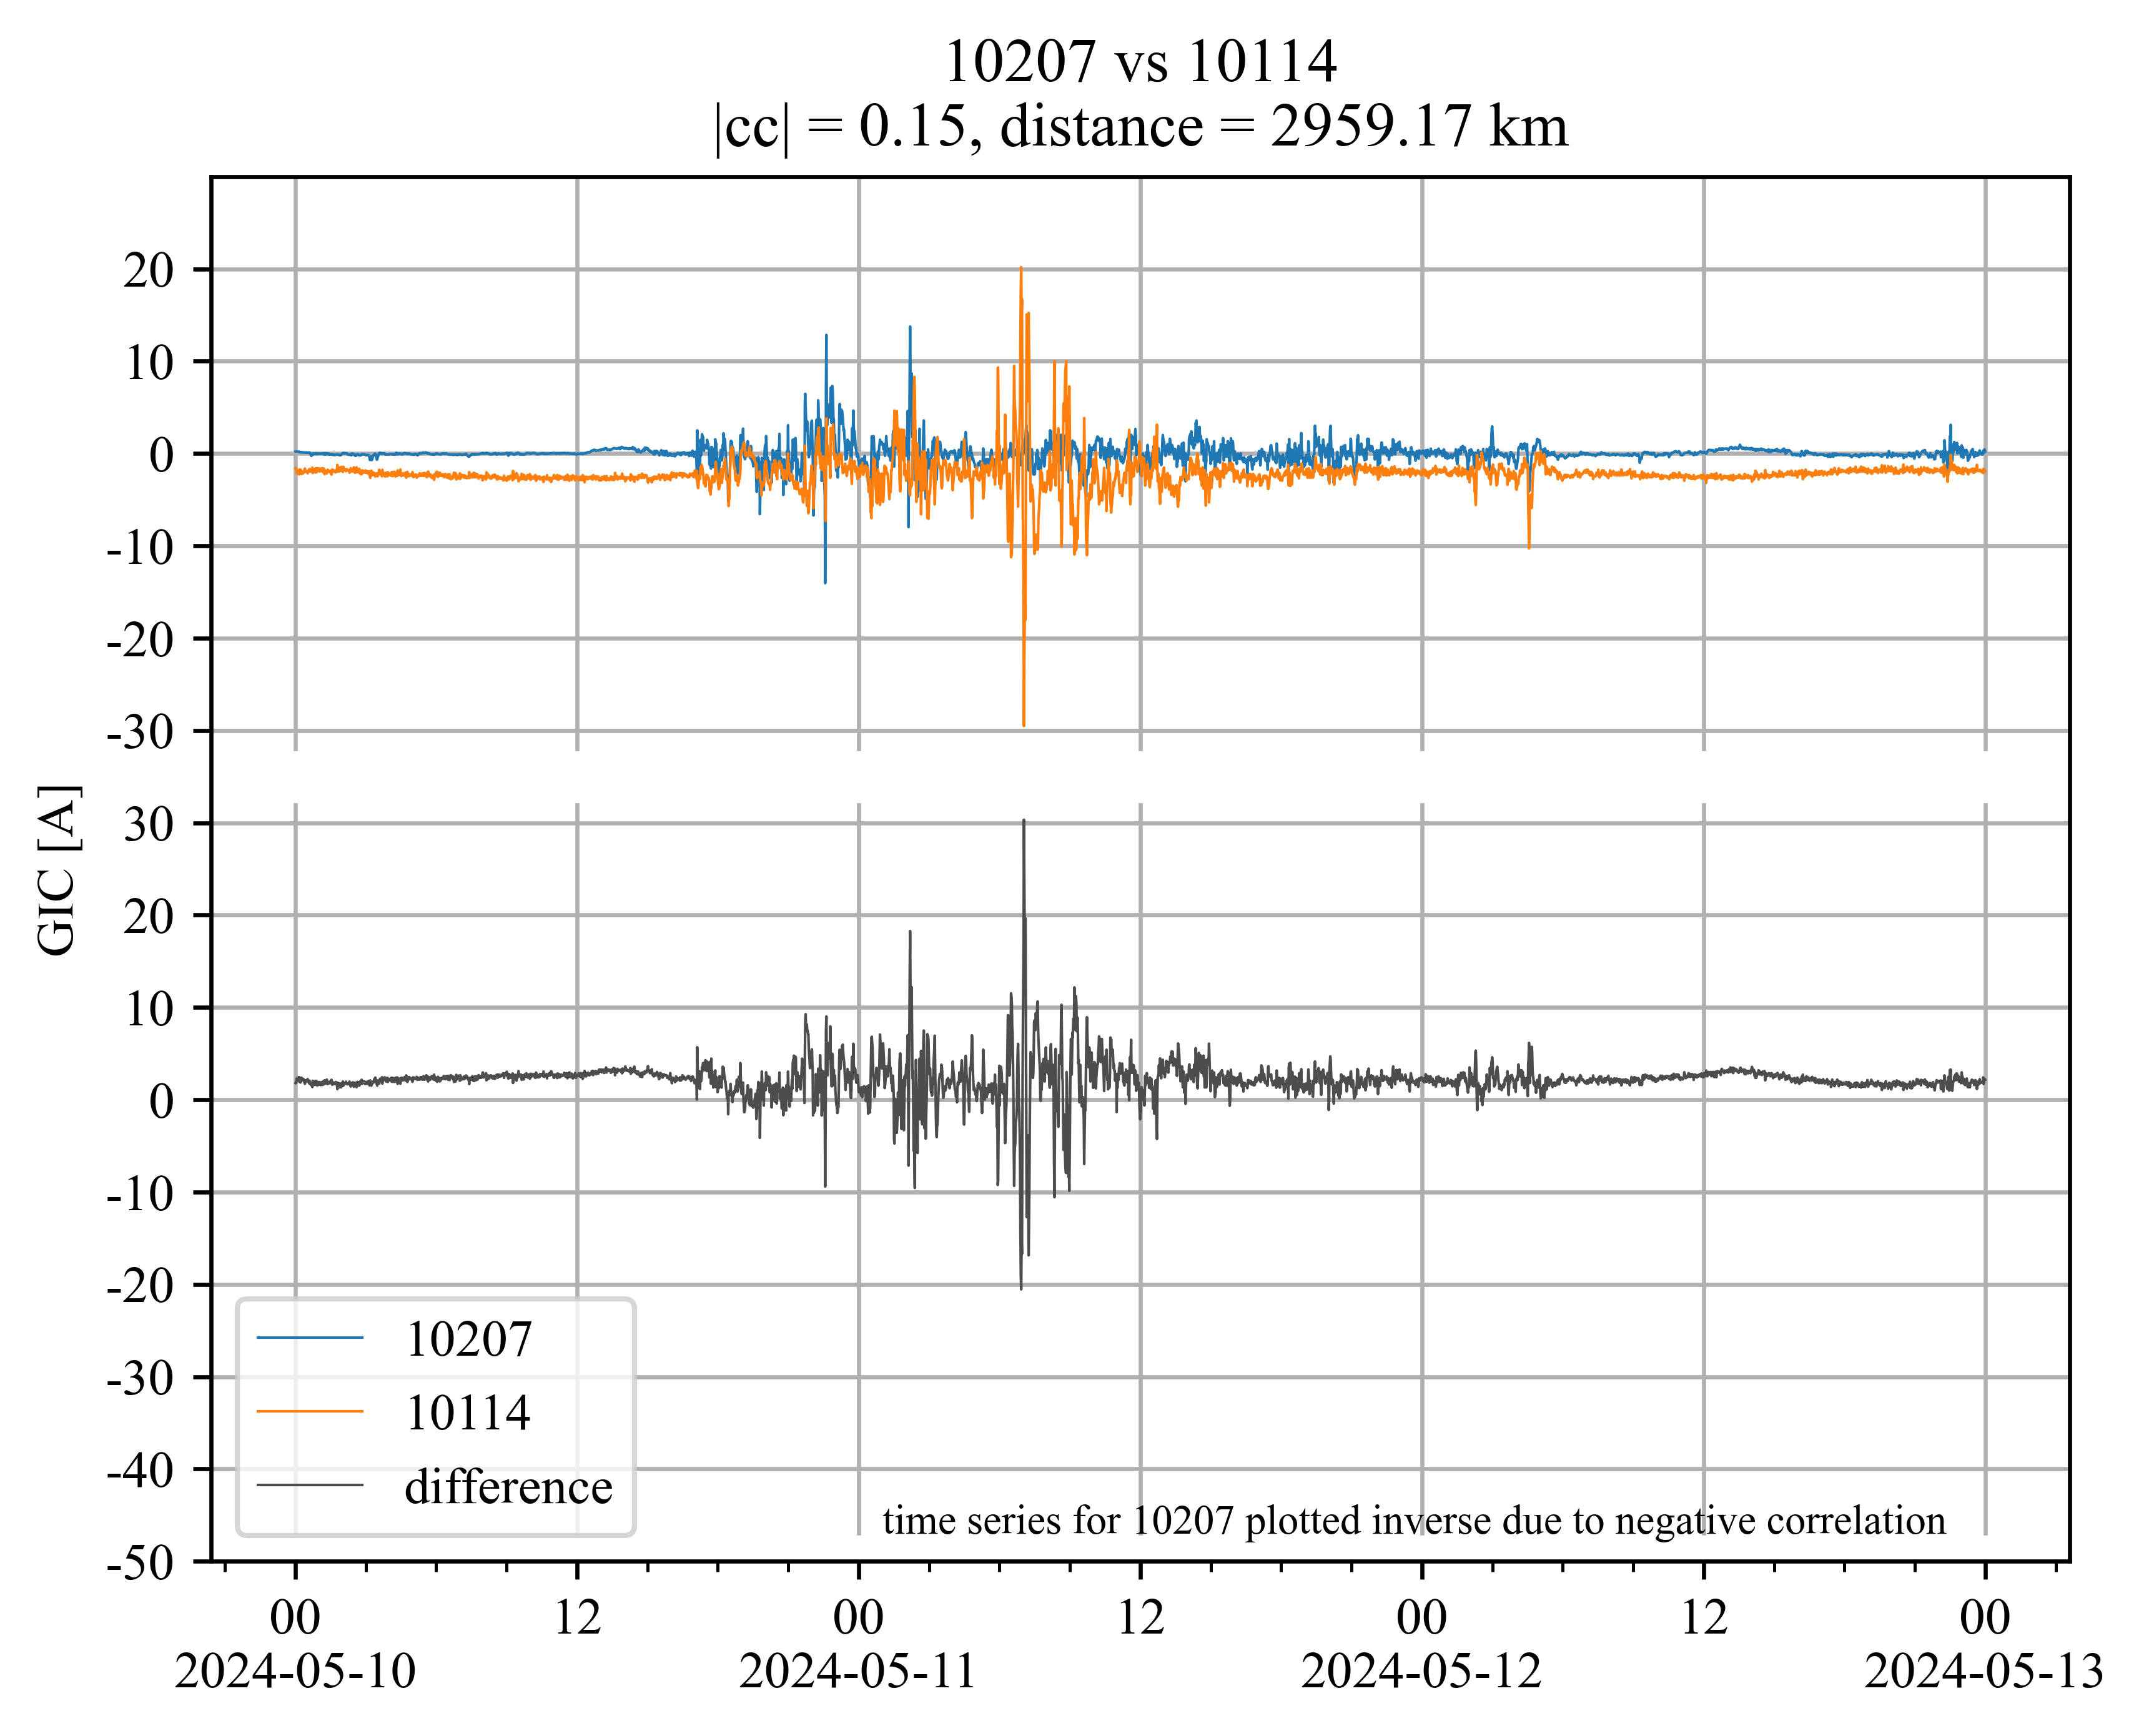 10207 vs 10114
|cc| = 0.15, distance = 2959.17 km
20
10
0
-10
-20
-30
30
20
10
0
-10
-20
-30
-40
-50
GIC [A]
10207
10114
difference
time series for 10207 plotted inverse due to negative correlation
00 12 00 12 00 12 00
2024-05-10 2024-05-11 2024-05-12 2024-05-13